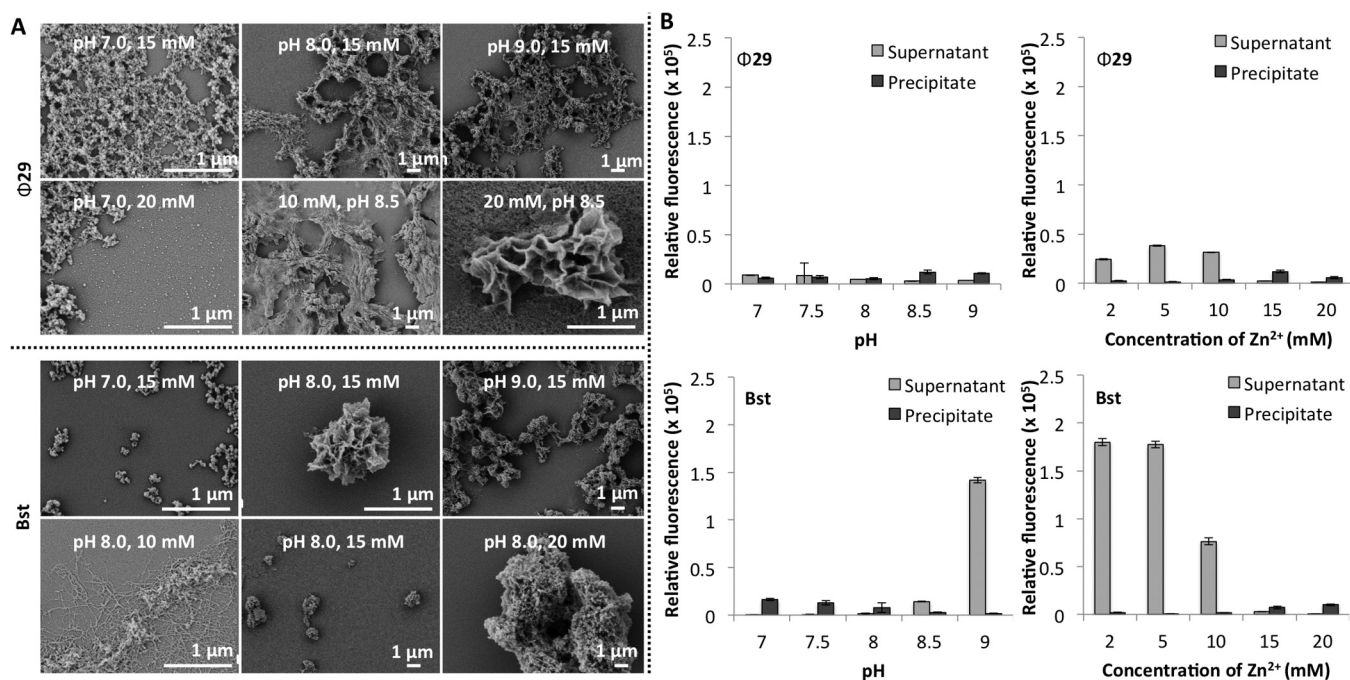 A
Φ29
pH 7.0, 15 mM
1 µm
pH 8.0, 15 mM
1 µm
pH 9.0, 15 mM
1 µm
pH 7.0, 20 mM
1 µm
10 mM, pH 8.5
1 µm
20 mM, pH 8.5
1 µm
Bst
pH 7.0, 15 mM
1 µm
pH 8.0, 15 mM
1 µm
pH 9.0, 15 mM
1 µm
pH 8.0, 10 mM
1 µm
pH 8.0, 15 mM
1 µm
pH 8.0, 20 mM
1 µm
B
Relative fluorescence (x 10⁵)
2.5
2
1.5
1
0.5
0
Φ29
Supernatant
Precipitate
7 7.5 8 8.5 9
pH
Relative fluorescence (x 10⁵)
2.5
2
1.5
1
0.5
0
Φ29
Supernatant
Precipitate
2 5 10 15 20
Concentration of Zn²⁺ (mM)
Relative fluorescence (x 10⁵)
2.5
2
1.5
1
0.5
0
Bst
Supernatant
Precipitate
7 7.5 8 8.5 9
pH
Relative fluorescence (x 10⁵)
2.5
2
1.5
1
0.5
0
Bst
Supernatant
Precipitate
2 5 10 15 20
Concentration of Zn²⁺ (mM)